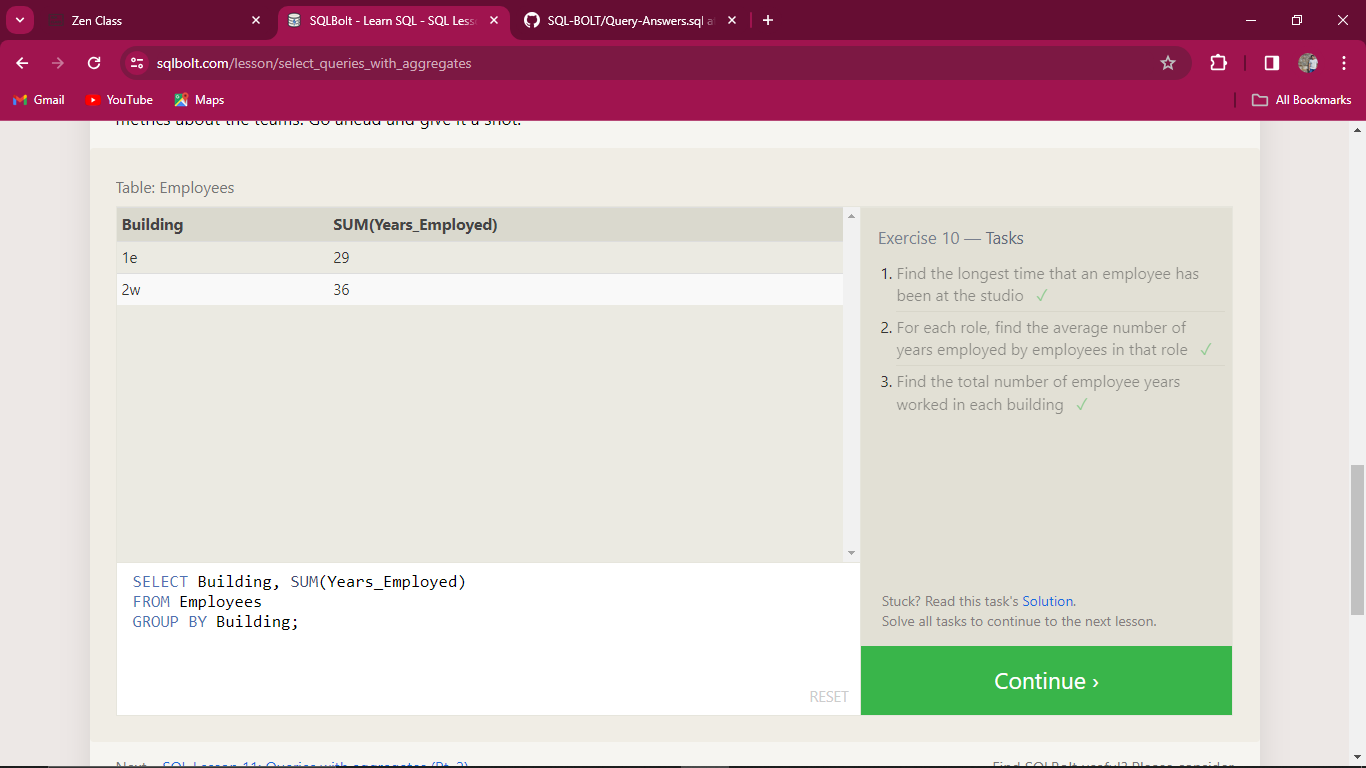 Zen Class
SQLBolt - Learn SQL - SQL Less
SQL-BOLT/Query-Answers.sql a
sqlbolt.com/lesson/select_queries_with_aggregates
Gmail
YouTube
Maps
All Bookmarks
metrics about the teams. Go ahead and give it a shot.
Table: Employees
Building SUM(Years_Employed)
1e 29
2w 36
SELECT Building, SUM(Years_Employed)
FROM Employees
GROUP BY Building;
RESET
Exercise 10 — Tasks
1. Find the longest time that an employee has
been at the studio ✓
2. For each role, find the average number of
years employed by employees in that role ✓
3. Find the total number of employee years
worked in each building ✓
Stuck? Read this task's Solution.
Solve all tasks to continue to the next lesson.
Continue ›
Next – SQL Lesson 11: Queries with aggregates (Pt. 2)
Find SQLBolt useful? Please consider